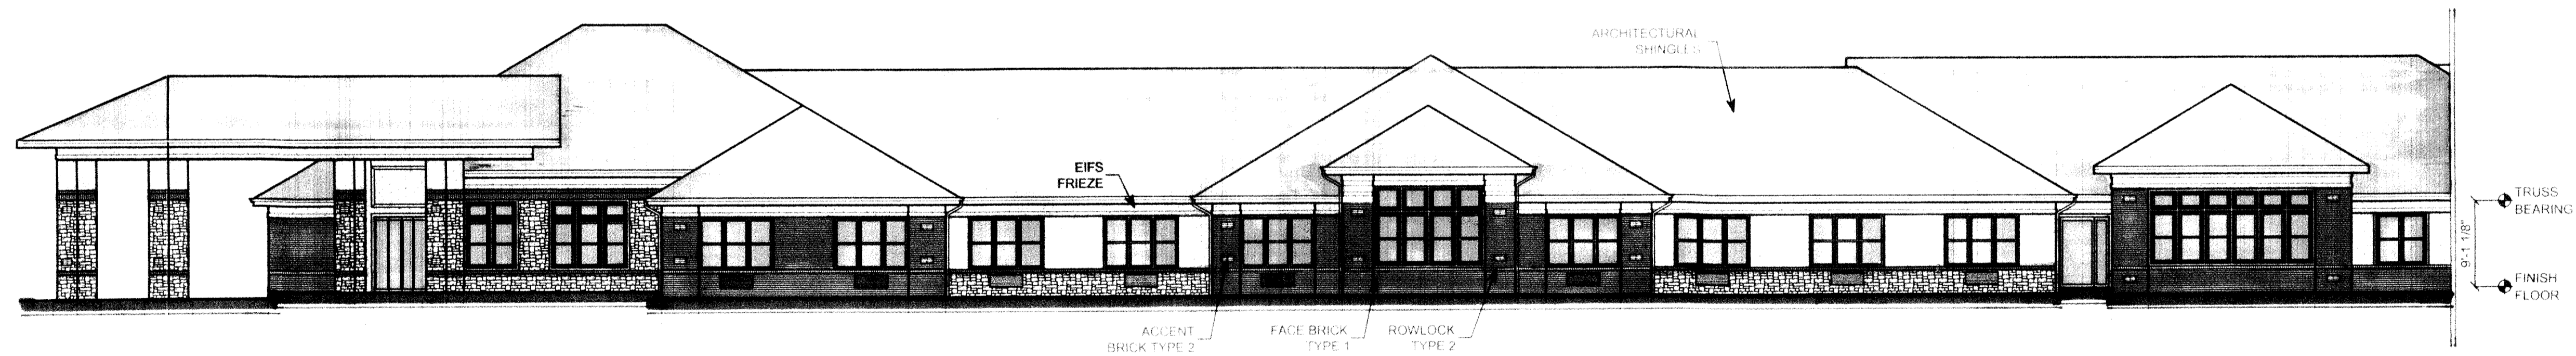 ARCHITECTURAL
SHINGLES
EIFS
FRIEZE
TRUSS
BEARING
9'-1 1/8"
FINISH
FLOOR
ACCENT
BRICK TYPE 2
FACE BRICK
TYPE 1
ROWLOCK
TYPE 2